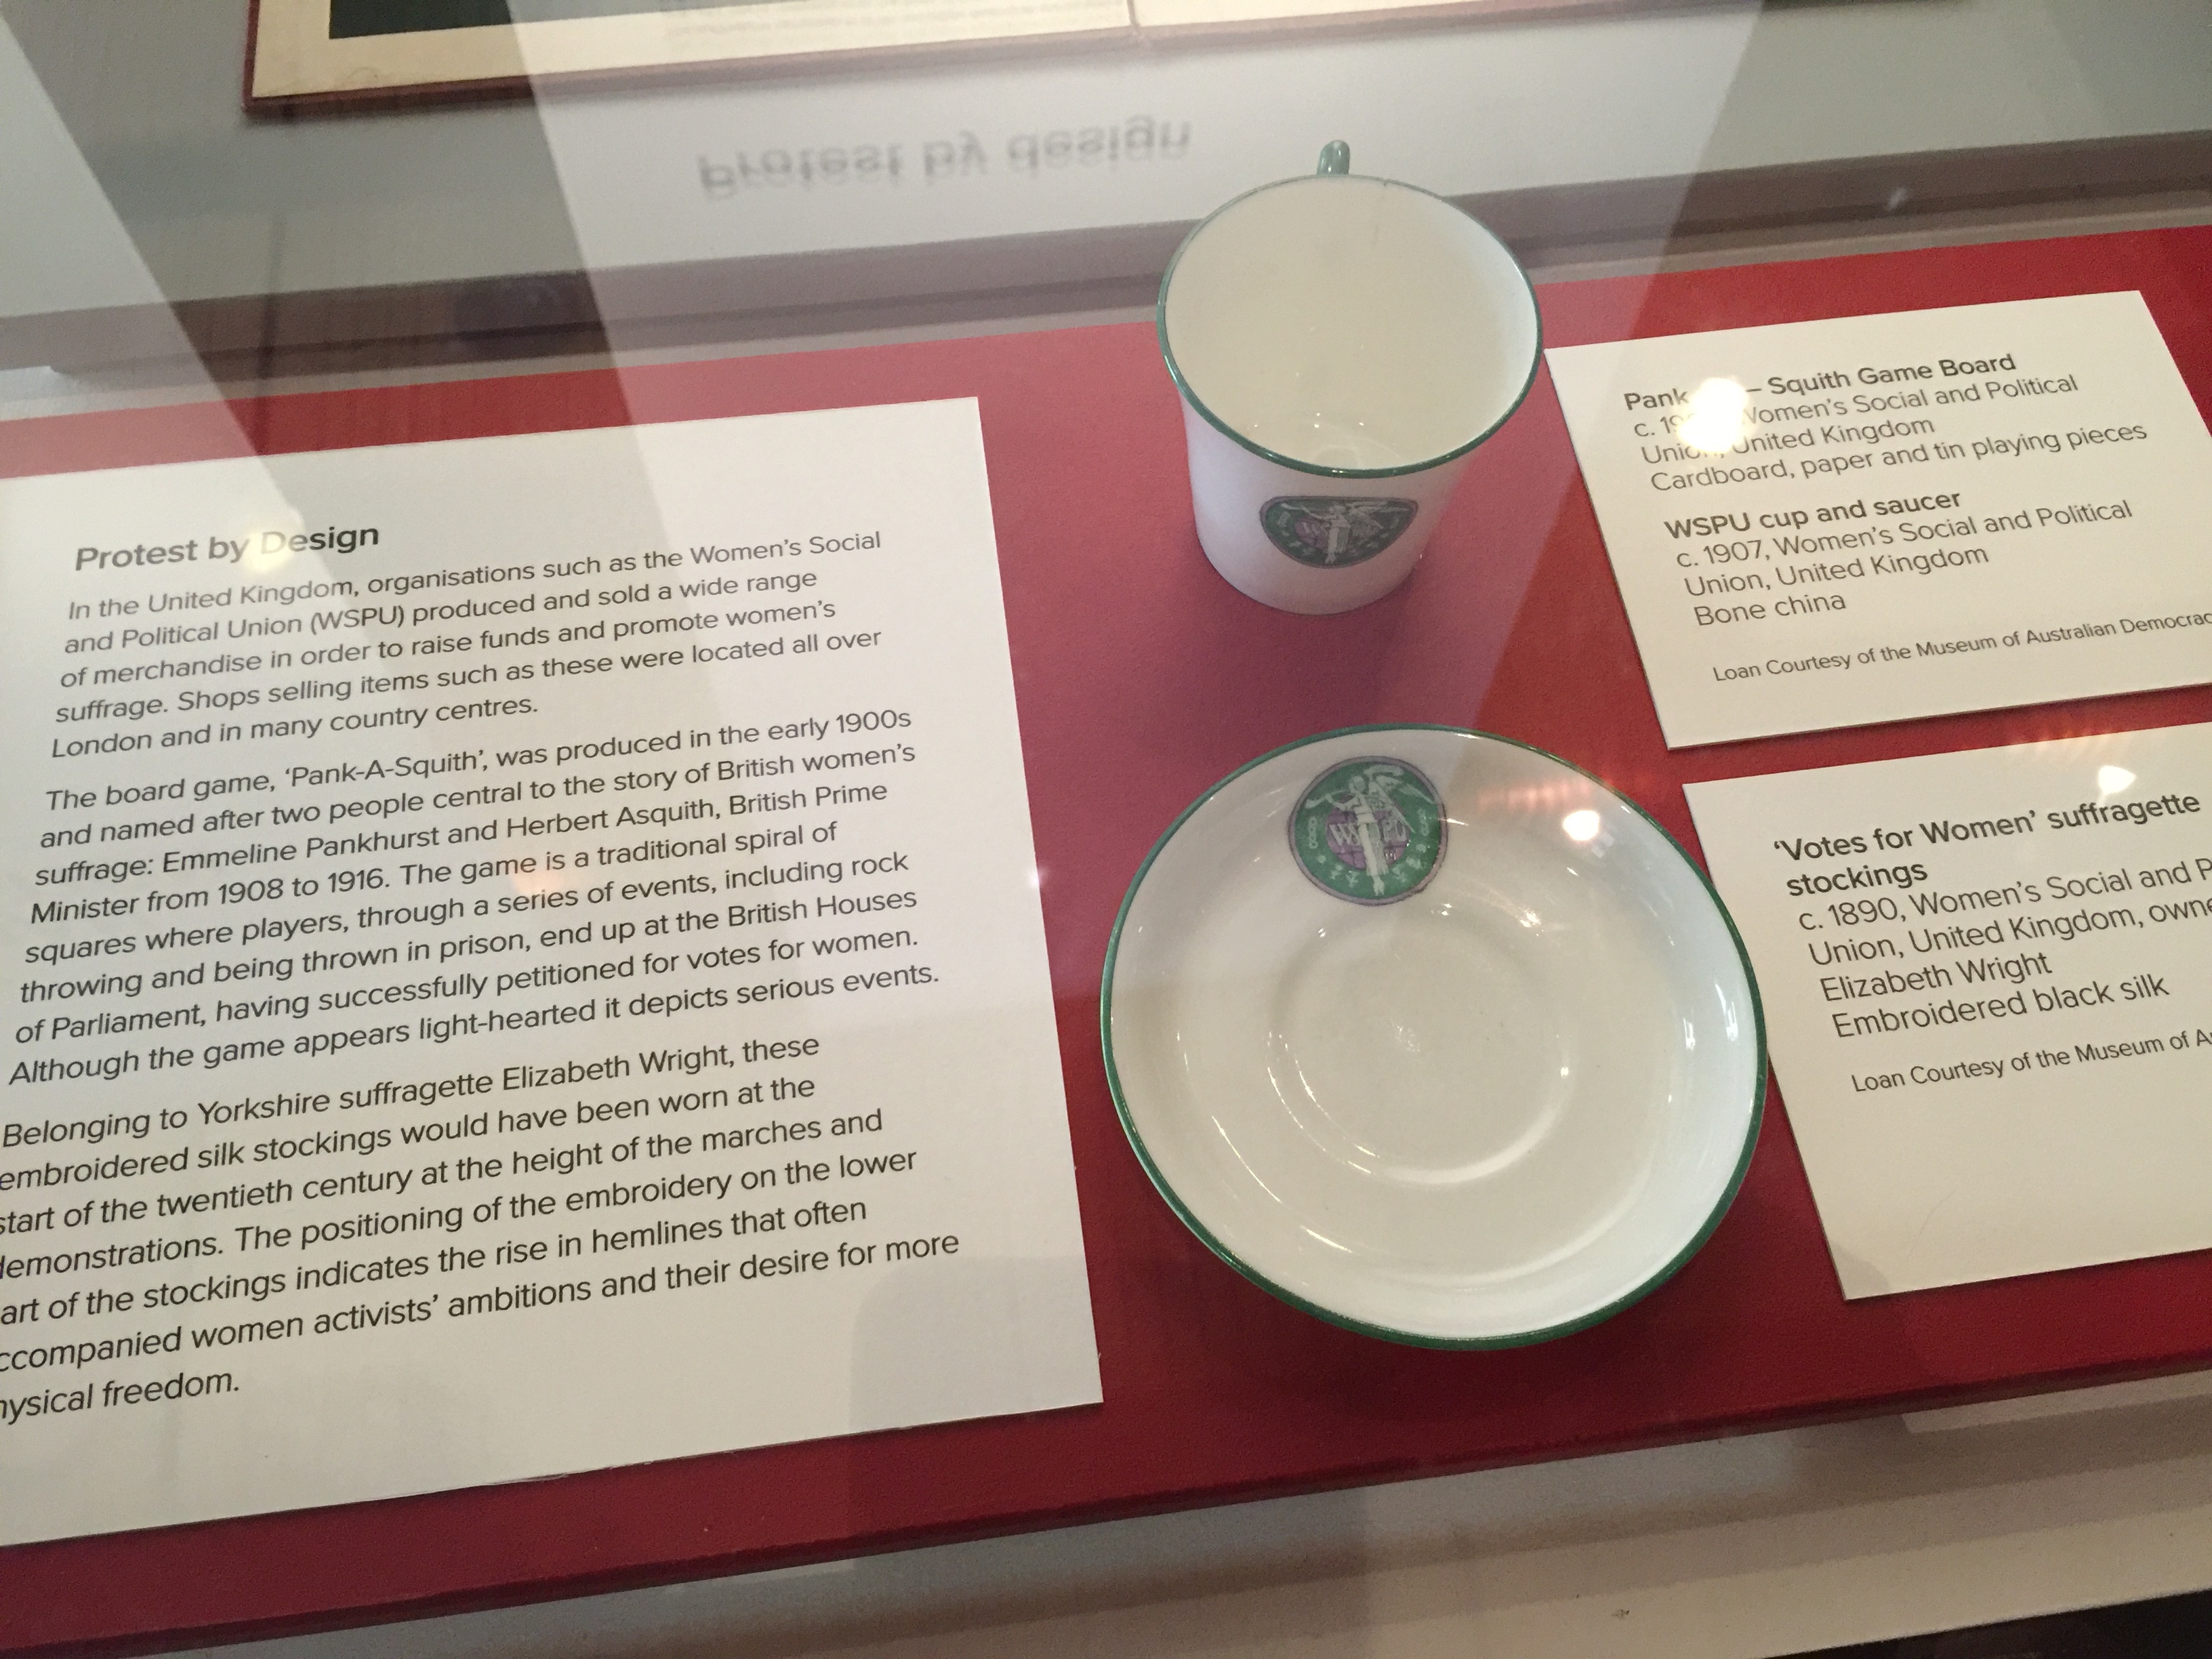 Protest by design
Protest by Design
In the United Kingdom, organisations such as the Women's Social
and Political Union (WSPU) produced and sold a wide range
of merchandise in order to raise funds and promote women's
suffrage. Shops selling items such as these were located all over
London and in many country centres.
The board game, 'Pank-A-Squith', was produced in the early 1900s
and named after two people central to the story of British women's
suffrage: Emmeline Pankhurst and Herbert Asquith, British Prime
Minister from 1908 to 1916. The game is a traditional spiral of
squares where players, through a series of events, including rock
throwing and being thrown in prison, end up at the British Houses
of Parliament, having successfully petitioned for votes for women.
Although the game appears light-hearted it depicts serious events.
Belonging to Yorkshire suffragette Elizabeth Wright, these
embroidered silk stockings would have been worn at the
start of the twentieth century at the height of the marches and
demonstrations. The positioning of the embroidery on the lower
art of the stockings indicates the rise in hemlines that often
ccompanied women activists' ambitions and their desire for more
hysical freedom.
Pank – Squith Game Board
c. Women's Social and Political
Union, United Kingdom
Cardboard, paper and tin playing pieces
WSPU cup and saucer
c. 1907, Women's Social and Political
Union, United Kingdom
Bone china
Loan Courtesy of the Museum of Australian Democrac
'Votes for Women' suffragette
stockings
c. 1890, Women's Social and P
Union, United Kingdom, owne
Elizabeth Wright
Embroidered black silk
Loan Courtesy of the Museum of Au